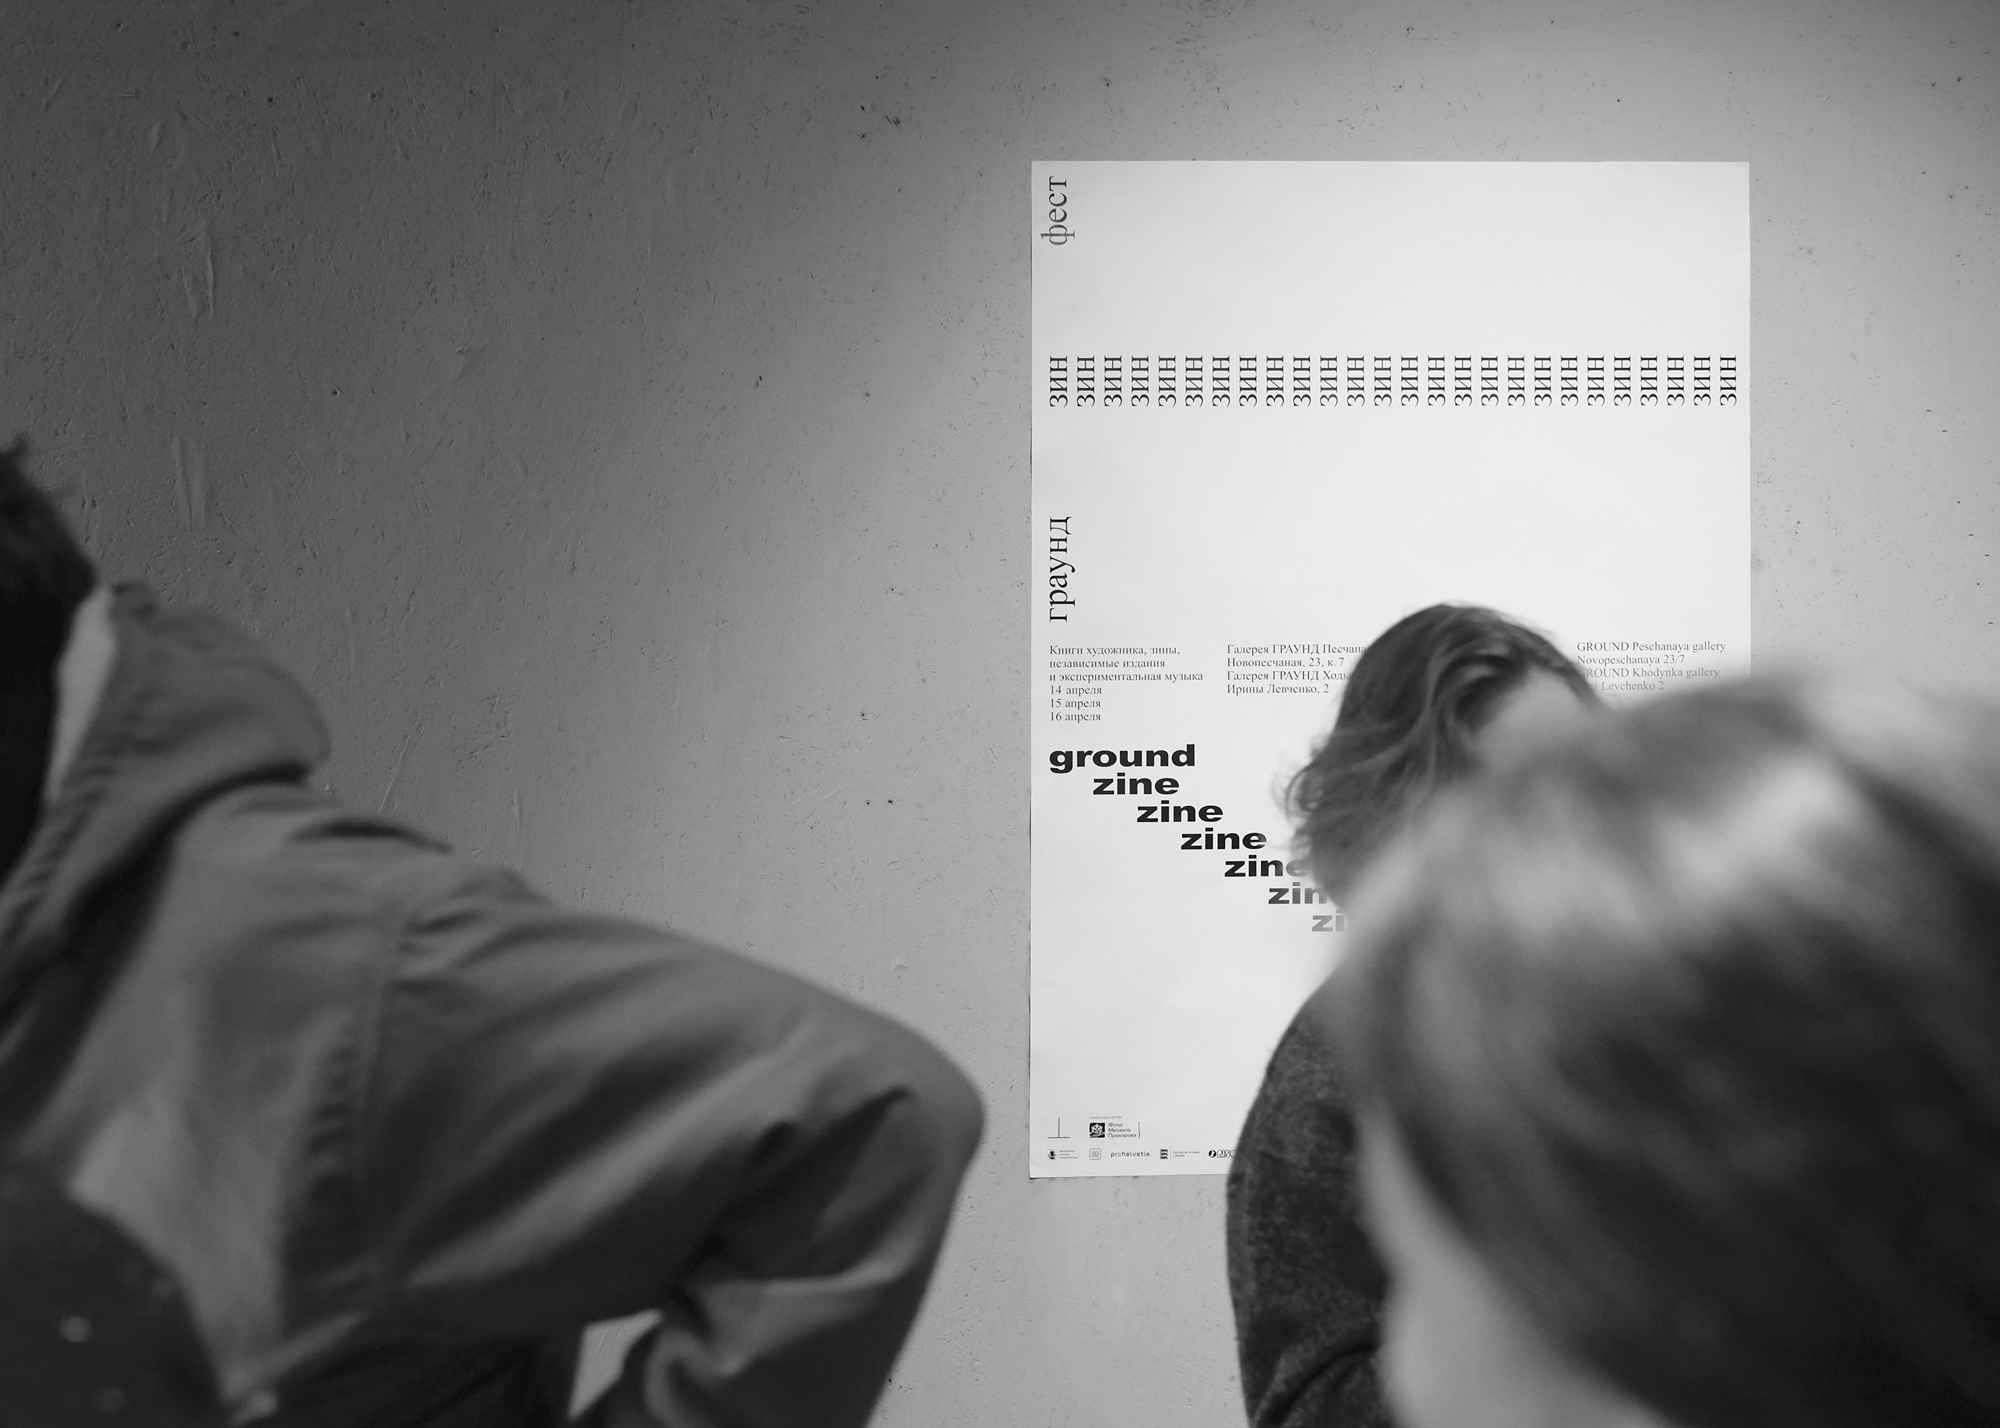 фест
зин зин зин зин зин зин зин зин зин зин зин зин зин зин зин зин зин зин зин зин зин зин зин зин зин зин
граунд
Книги художника, зины,
независимые издания
и экспериментальная музыка
14 апреля
15 апреля
16 апреля
Галерея ГРАУНД
Новопесчаная, 23, к. 7
Галерея ГРАУНД
Ирины Левченко, 2
GROUND Peschanaya gallery
Novopeschanaya 23/7
GROUND Khodynka gallery
Levchenko 2
ground
zine
zine
zine
zine
Фонд
Михаила
Прохорова
prohelvetia